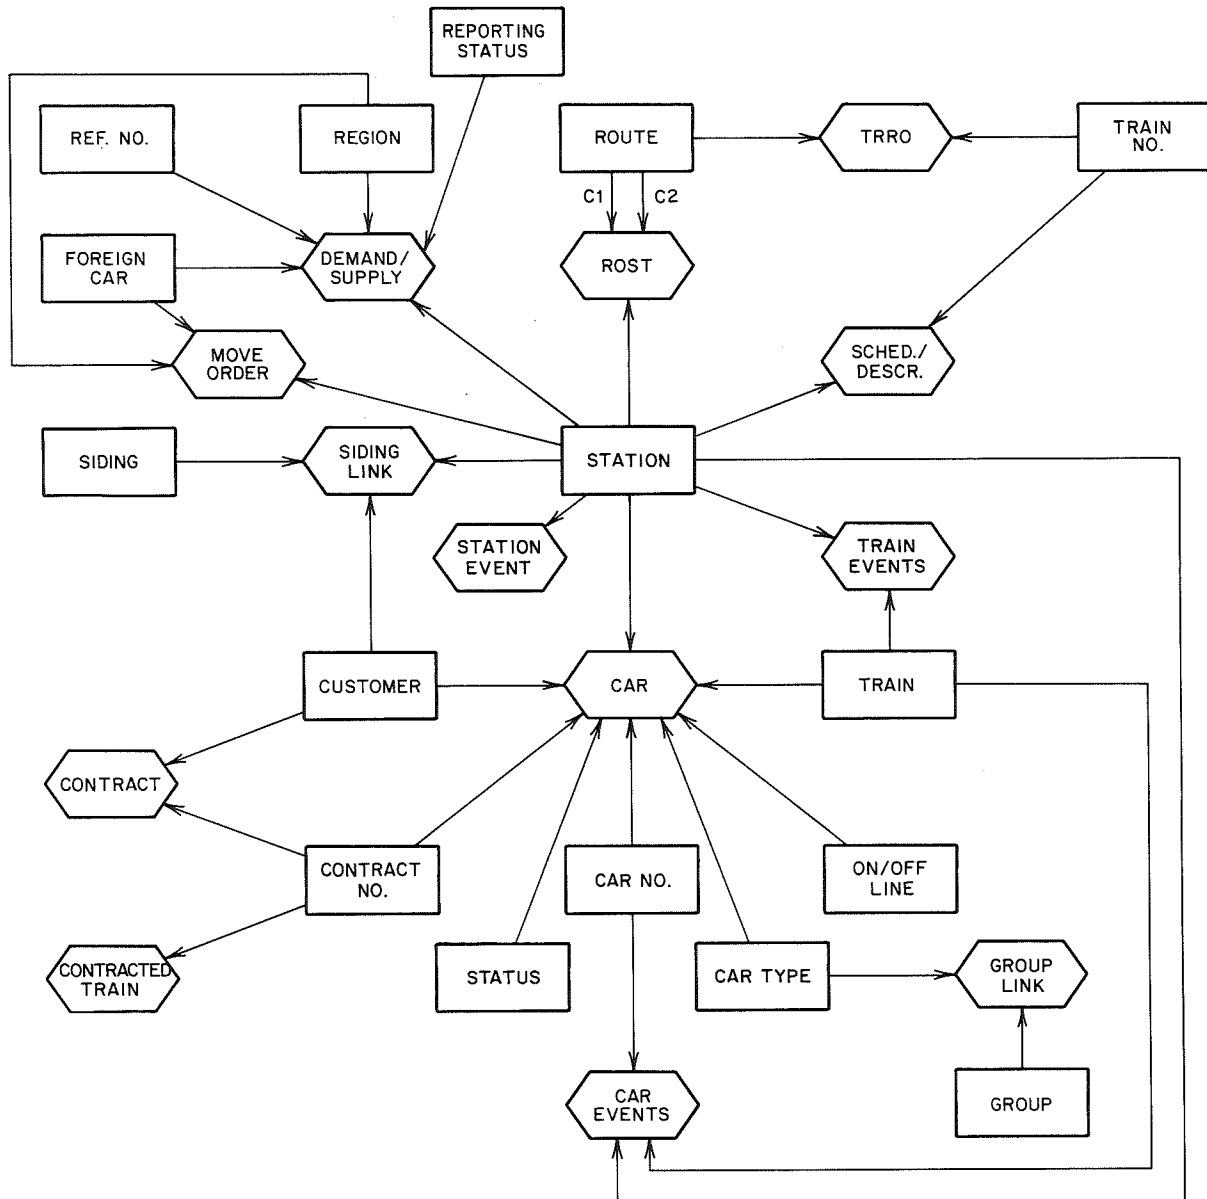 REPORTING
STATUS
REF. NO.
REGION
ROUTE
TRRO
TRAIN
NO.
C1
C2
FOREIGN
CAR
DEMAND/
SUPPLY
ROST
MOVE
ORDER
SCHED./
DESCR.
SIDING
SIDING
LINK
STATION
STATION
EVENT
TRAIN
EVENTS
CUSTOMER
CAR
TRAIN
CONTRACT
CONTRACT
NO.
CAR NO.
ON/OFF
LINE
CONTRACTED
TRAIN
STATUS
CAR TYPE
GROUP
LINK
CAR
EVENTS
GROUP